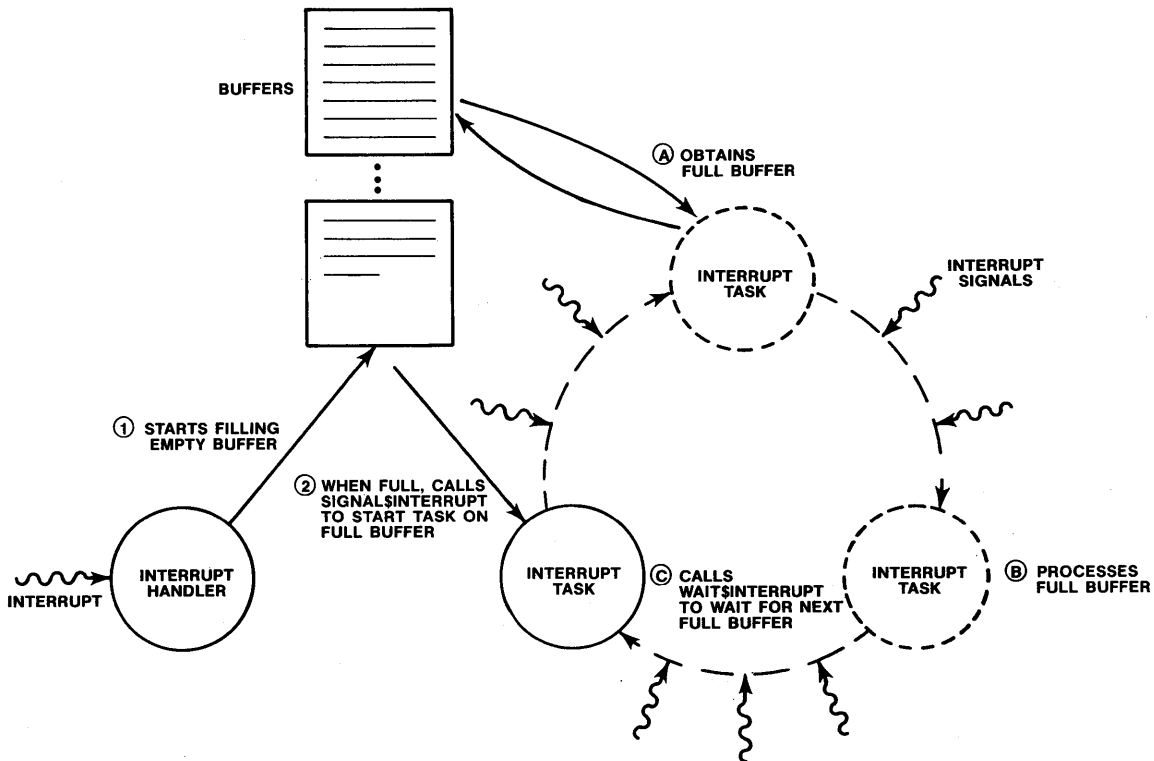 BUFFERS
Ⓐ OBTAINS
FULL BUFFER
INTERRUPT
TASK
INTERRUPT
SIGNALS
① STARTS FILLING
EMPTY BUFFER
② WHEN FULL, CALLS
SIGNAL$INTERRUPT
TO START TASK ON
FULL BUFFER
INTERRUPT
INTERRUPT
HANDLER
INTERRUPT
TASK
Ⓒ CALLS
WAIT$INTERRUPT
TO WAIT FOR NEXT
FULL BUFFER
INTERRUPT
TASK
Ⓑ PROCESSES
FULL BUFFER